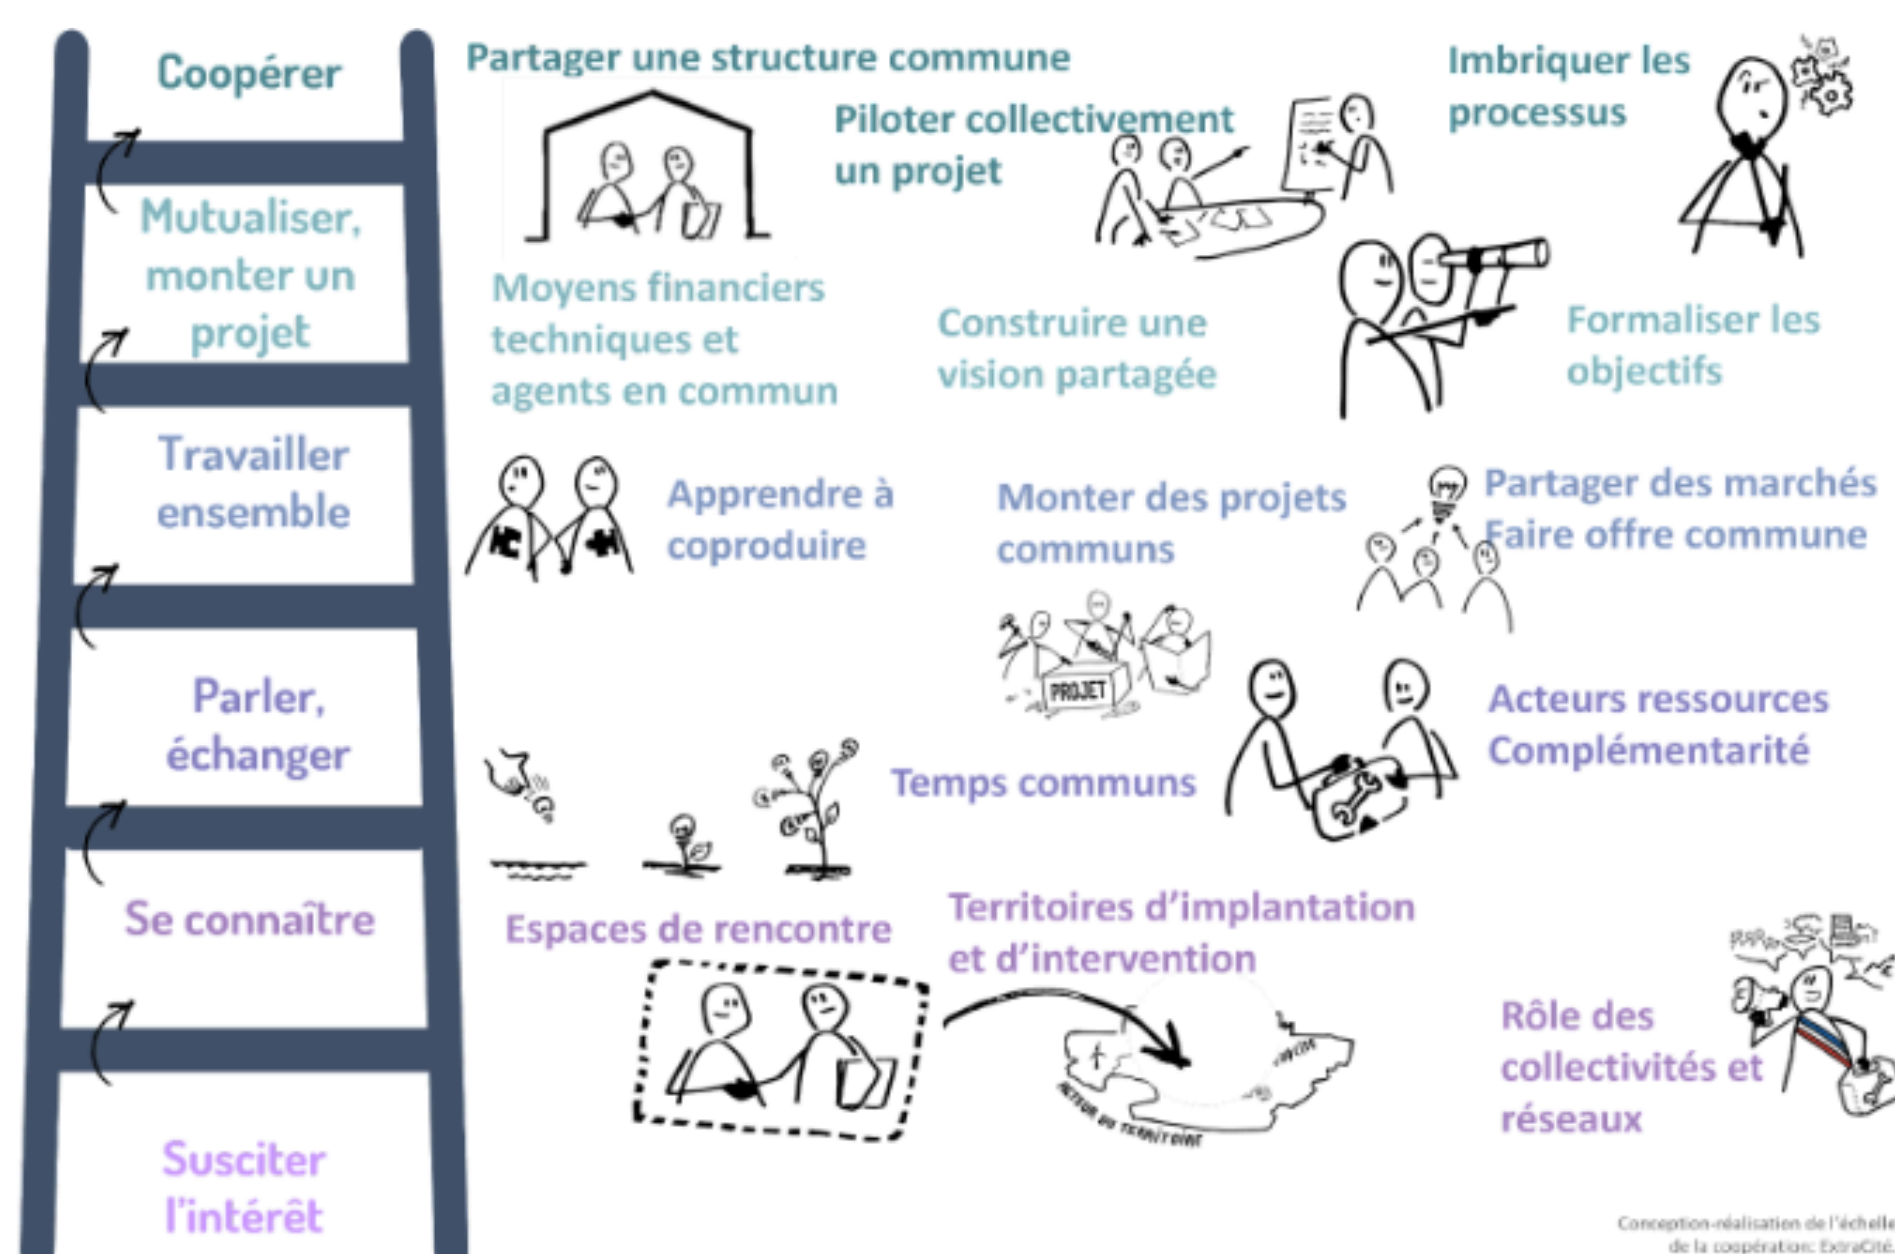 Coopérer
Partager une structure commune
Piloter collectivement
un projet
Imbriquer les
processus
Mutualiser,
monter un
projet
Moyens financiers
techniques et
agents en commun
Construire une
vision partagée
Formaliser les
objectifs
Travailler
ensemble
Apprendre à
coproduire
Monter des projets
communs
Partager des marchés
Faire offre commune
PROJET
Parler,
échanger
Temps communs
Acteurs ressources
Complémentarité
Se connaître
Espaces de rencontre
Territoires d'implantation
et d'intervention
ACTEUR DU TERRITOIRE
Rôle des
collectivités et
réseaux
Susciter
l'intérêt
Conception-réalisation de l'échelle
de la coopération: ExtraCité.